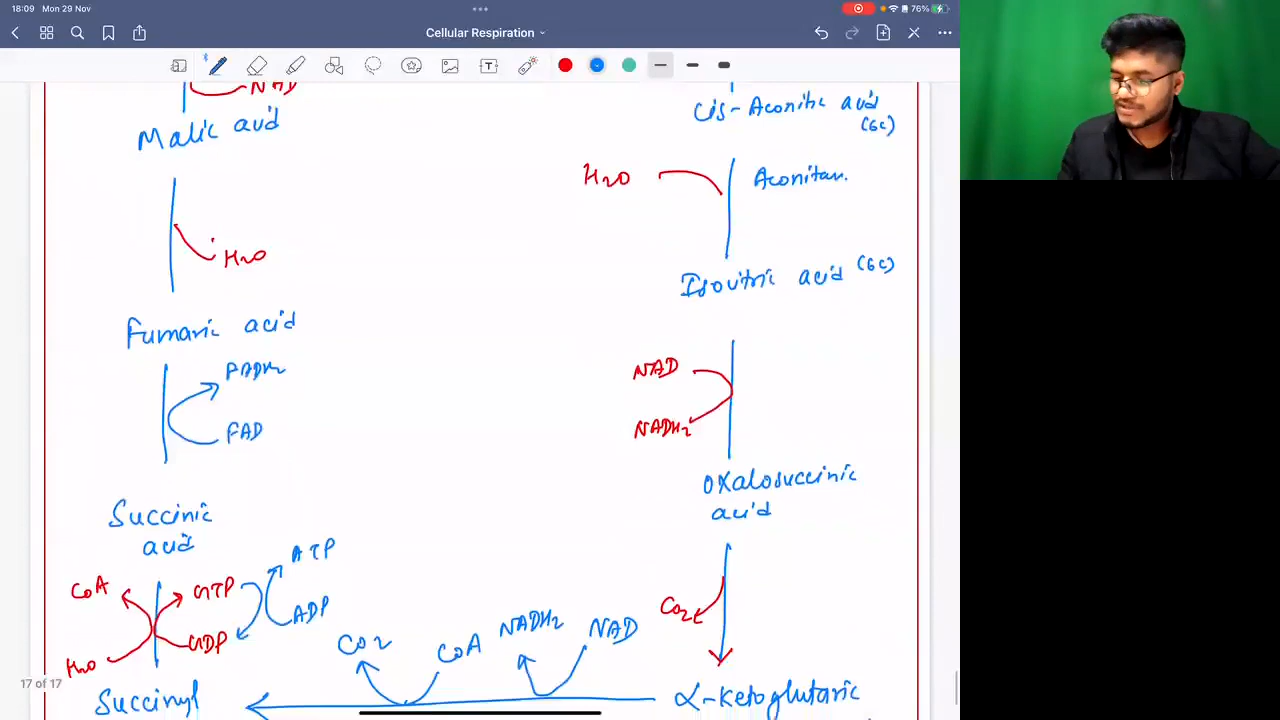 18:09 Mon 29 Nov
76%
Cellular Respiration
NAD
Malic acid
H2O
Fumaric acid
FADH2
FAD
Succinic
acid
CoA
GTP
ATP
GDP
ADP
H2O
Succinyl
CO2
CoA
NADH2
NAD
Cis-Aconitic acid
(6C)
H2O
Isocitric acid (6C)
NAD
NADH2
Oxalosuccinic
acid
CO2
α-Ketoglutaric
17 of 17